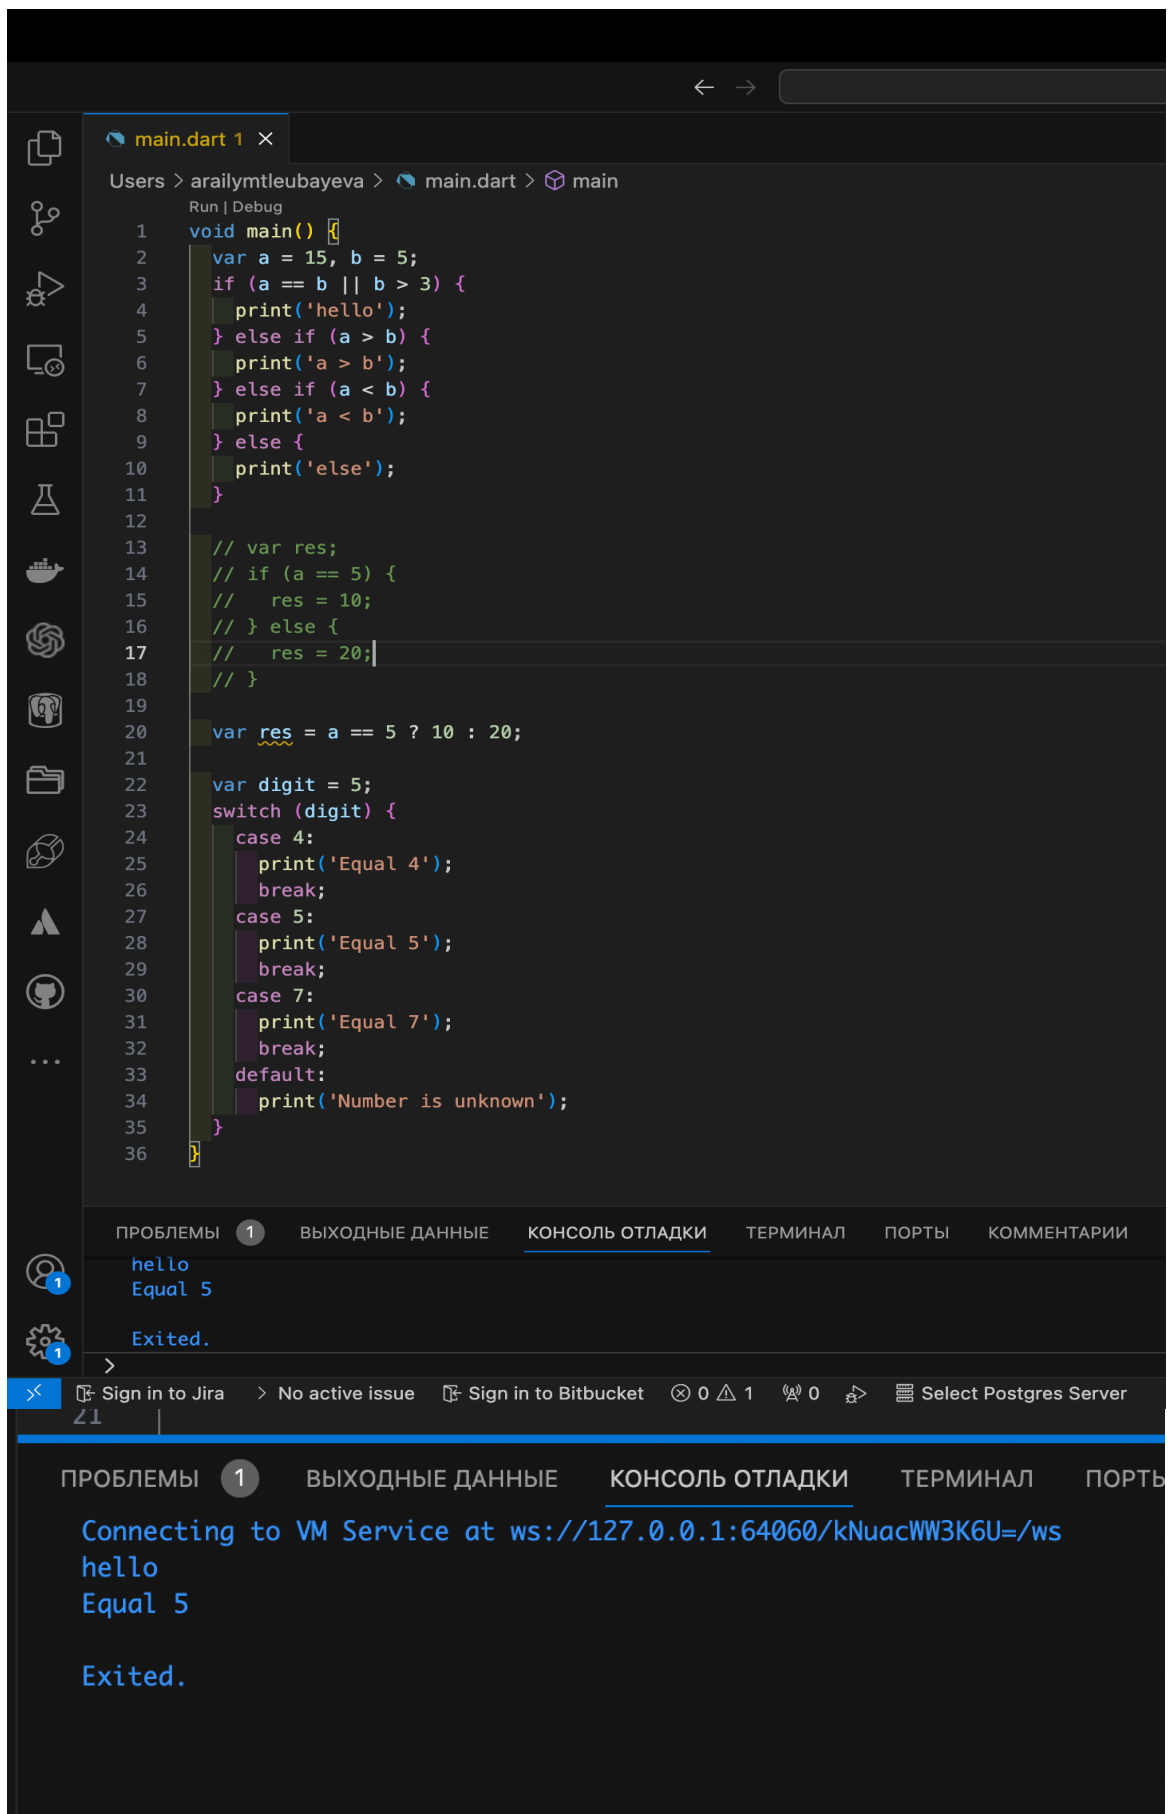 main.dart 1
Users > arailymtleubayeva > main.dart > main
Run | Debug
1 void main() {
2 var a = 15, b = 5;
3 if (a == b || b > 3) {
4 print('hello');
5 } else if (a > b) {
6 print('a > b');
7 } else if (a < b) {
8 print('a < b');
9 } else {
10 print('else');
11 }
12
13 // var res;
14 // if (a == 5) {
15 //   res = 10;
16 // } else {
17 //   res = 20;
18 // }
19
20 var res = a == 5 ? 10 : 20;
21
22 var digit = 5;
23 switch (digit) {
24 case 4:
25 print('Equal 4');
26 break;
27 case 5:
28 print('Equal 5');
29 break;
30 case 7:
31 print('Equal 7');
32 break;
33 default:
34 print('Number is unknown');
35 }
36 }
ПРОБЛЕМЫ 1 ВЫХОДНЫЕ ДАННЫЕ КОНСОЛЬ ОТЛАДКИ ТЕРМИНАЛ ПОРТЫ КОММЕНТАРИИ
hello
1 Equal 5
Exited.
1
>
Sign in to Jira > No active issue Sign in to Bitbucket 0 1 0 Select Postgres Server
21
ПРОБЛЕМЫ 1 ВЫХОДНЫЕ ДАННЫЕ КОНСОЛЬ ОТЛАДКИ ТЕРМИНАЛ ПОРТЫ
Connecting to VM Service at ws://127.0.0.1:64060/kNuacWW3K6U=/ws
hello
Equal 5
Exited.